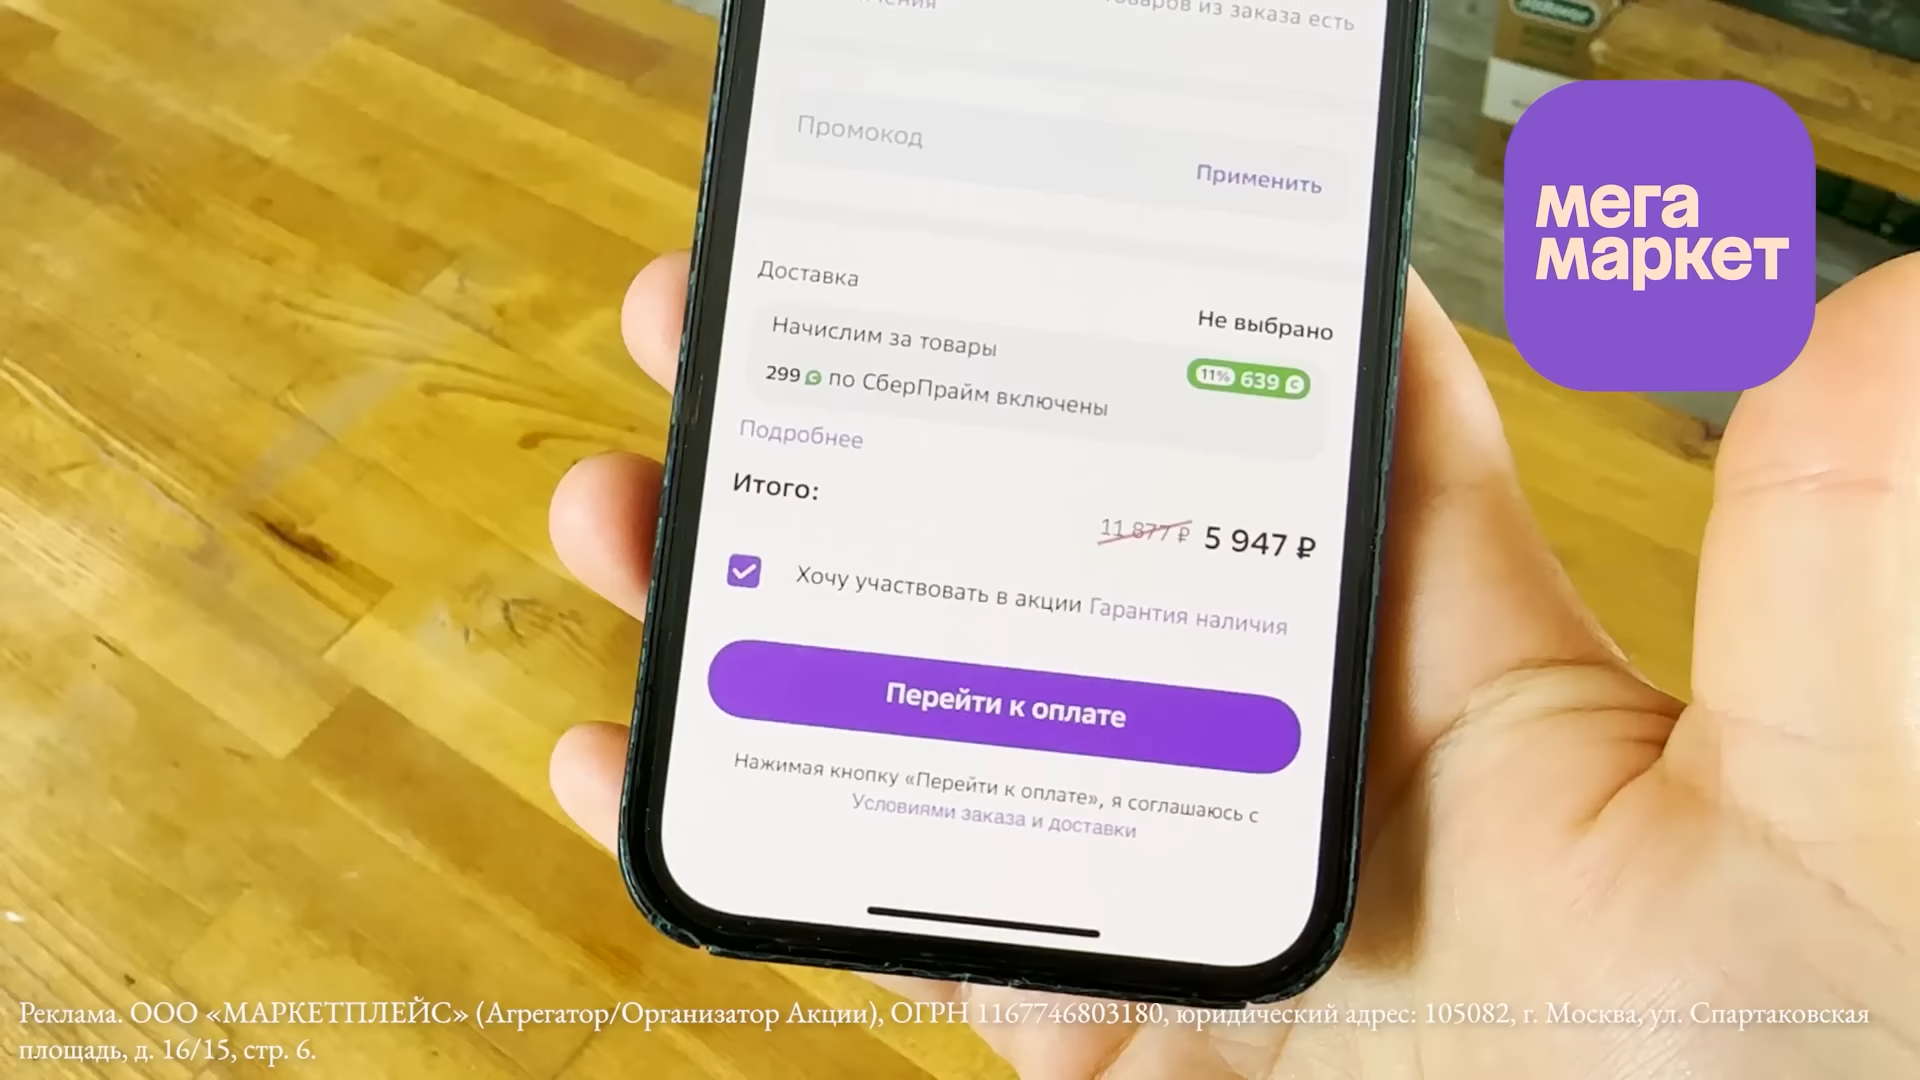 из заказа есть
Промокод
Применить
Доставка
Не выбрано
Начислим за товары
11% 639
299 по СберПрайм включены
Подробнее
Итого:
11 877 ₽ 5 947 ₽
Хочу участвовать в акции Гарантия наличия
Перейти к оплате
Нажимая кнопку «Перейти к оплате», я соглашаюсь с
Условиями заказа и доставки
мега
маркет
Реклама. ООО «МАРКЕТПЛЕЙС» (Агрегатор/Организатор Акции), ОГРН 1167746803180, юридический адрес: 105082, г. Москва, ул. Спартаковская
площадь, д. 16/15, стр. 6.